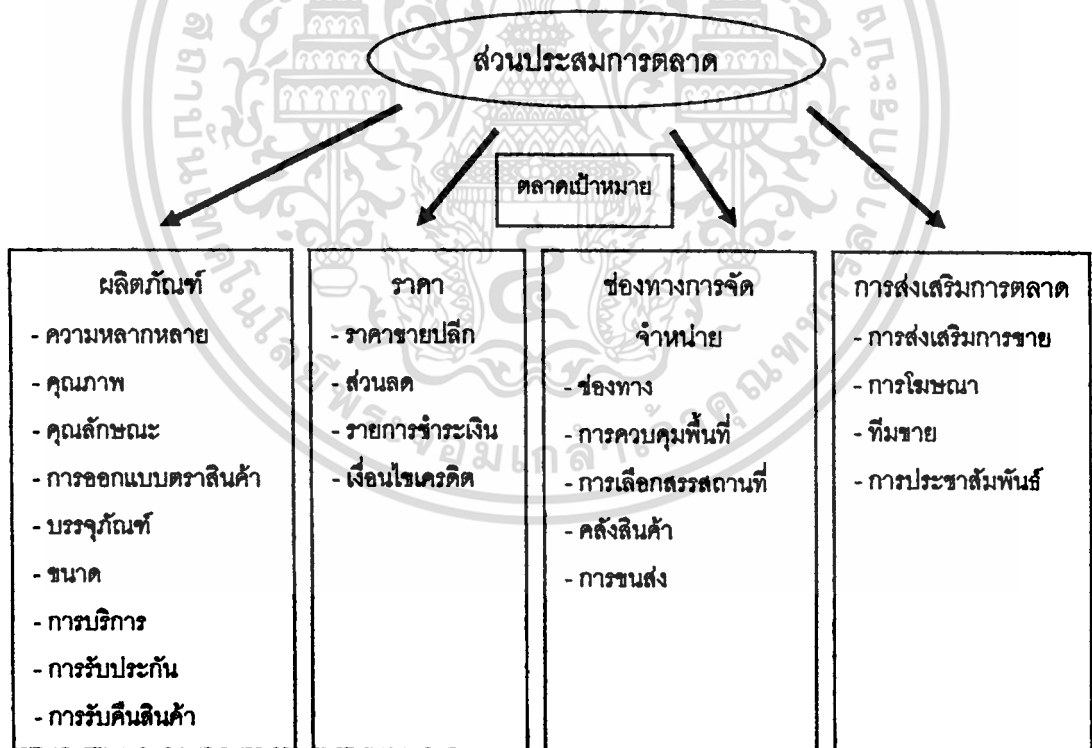 ส่วนประสมการตลาด
ตลาดเป้าหมาย
ผลิตภัณฑ์
- ความหลากหลาย
- คุณภาพ
- คุณลักษณะ
- การออกแบบตราสินค้า
- บรรจุภัณฑ์
- ขนาด
- การบริการ
- การรับประกัน
- การรับคืนสินค้า
ราคา
- ราคาขายปลีก
- ส่วนลด
- รายการชำระเงิน
- เงื่อนไขเครดิต
ช่องทางการจัด
จำหน่าย
- ช่องทาง
- การควบคุมพื้นที่
- การเลือกสรรสถานที่
- คลังสินค้า
- การขนส่ง
การส่งเสริมการตลาด
- การส่งเสริมการขาย
- การโฆษณา
- ทีมขาย
- การประชาสัมพันธ์